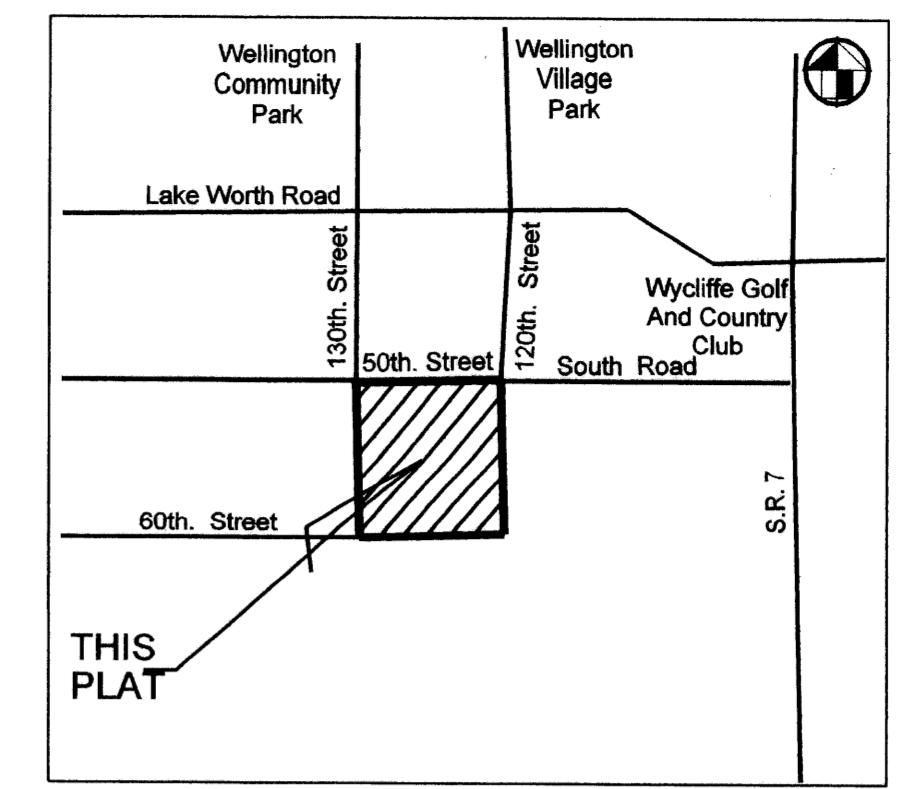 Wellington
Community
Park
Wellington
Village
Park
Lake Worth Road
130th. Street
120th. Street
Wycliffe Golf
And Country
Club
50th. Street
South Road
S.R. 7
60th. Street
THIS
PLAT